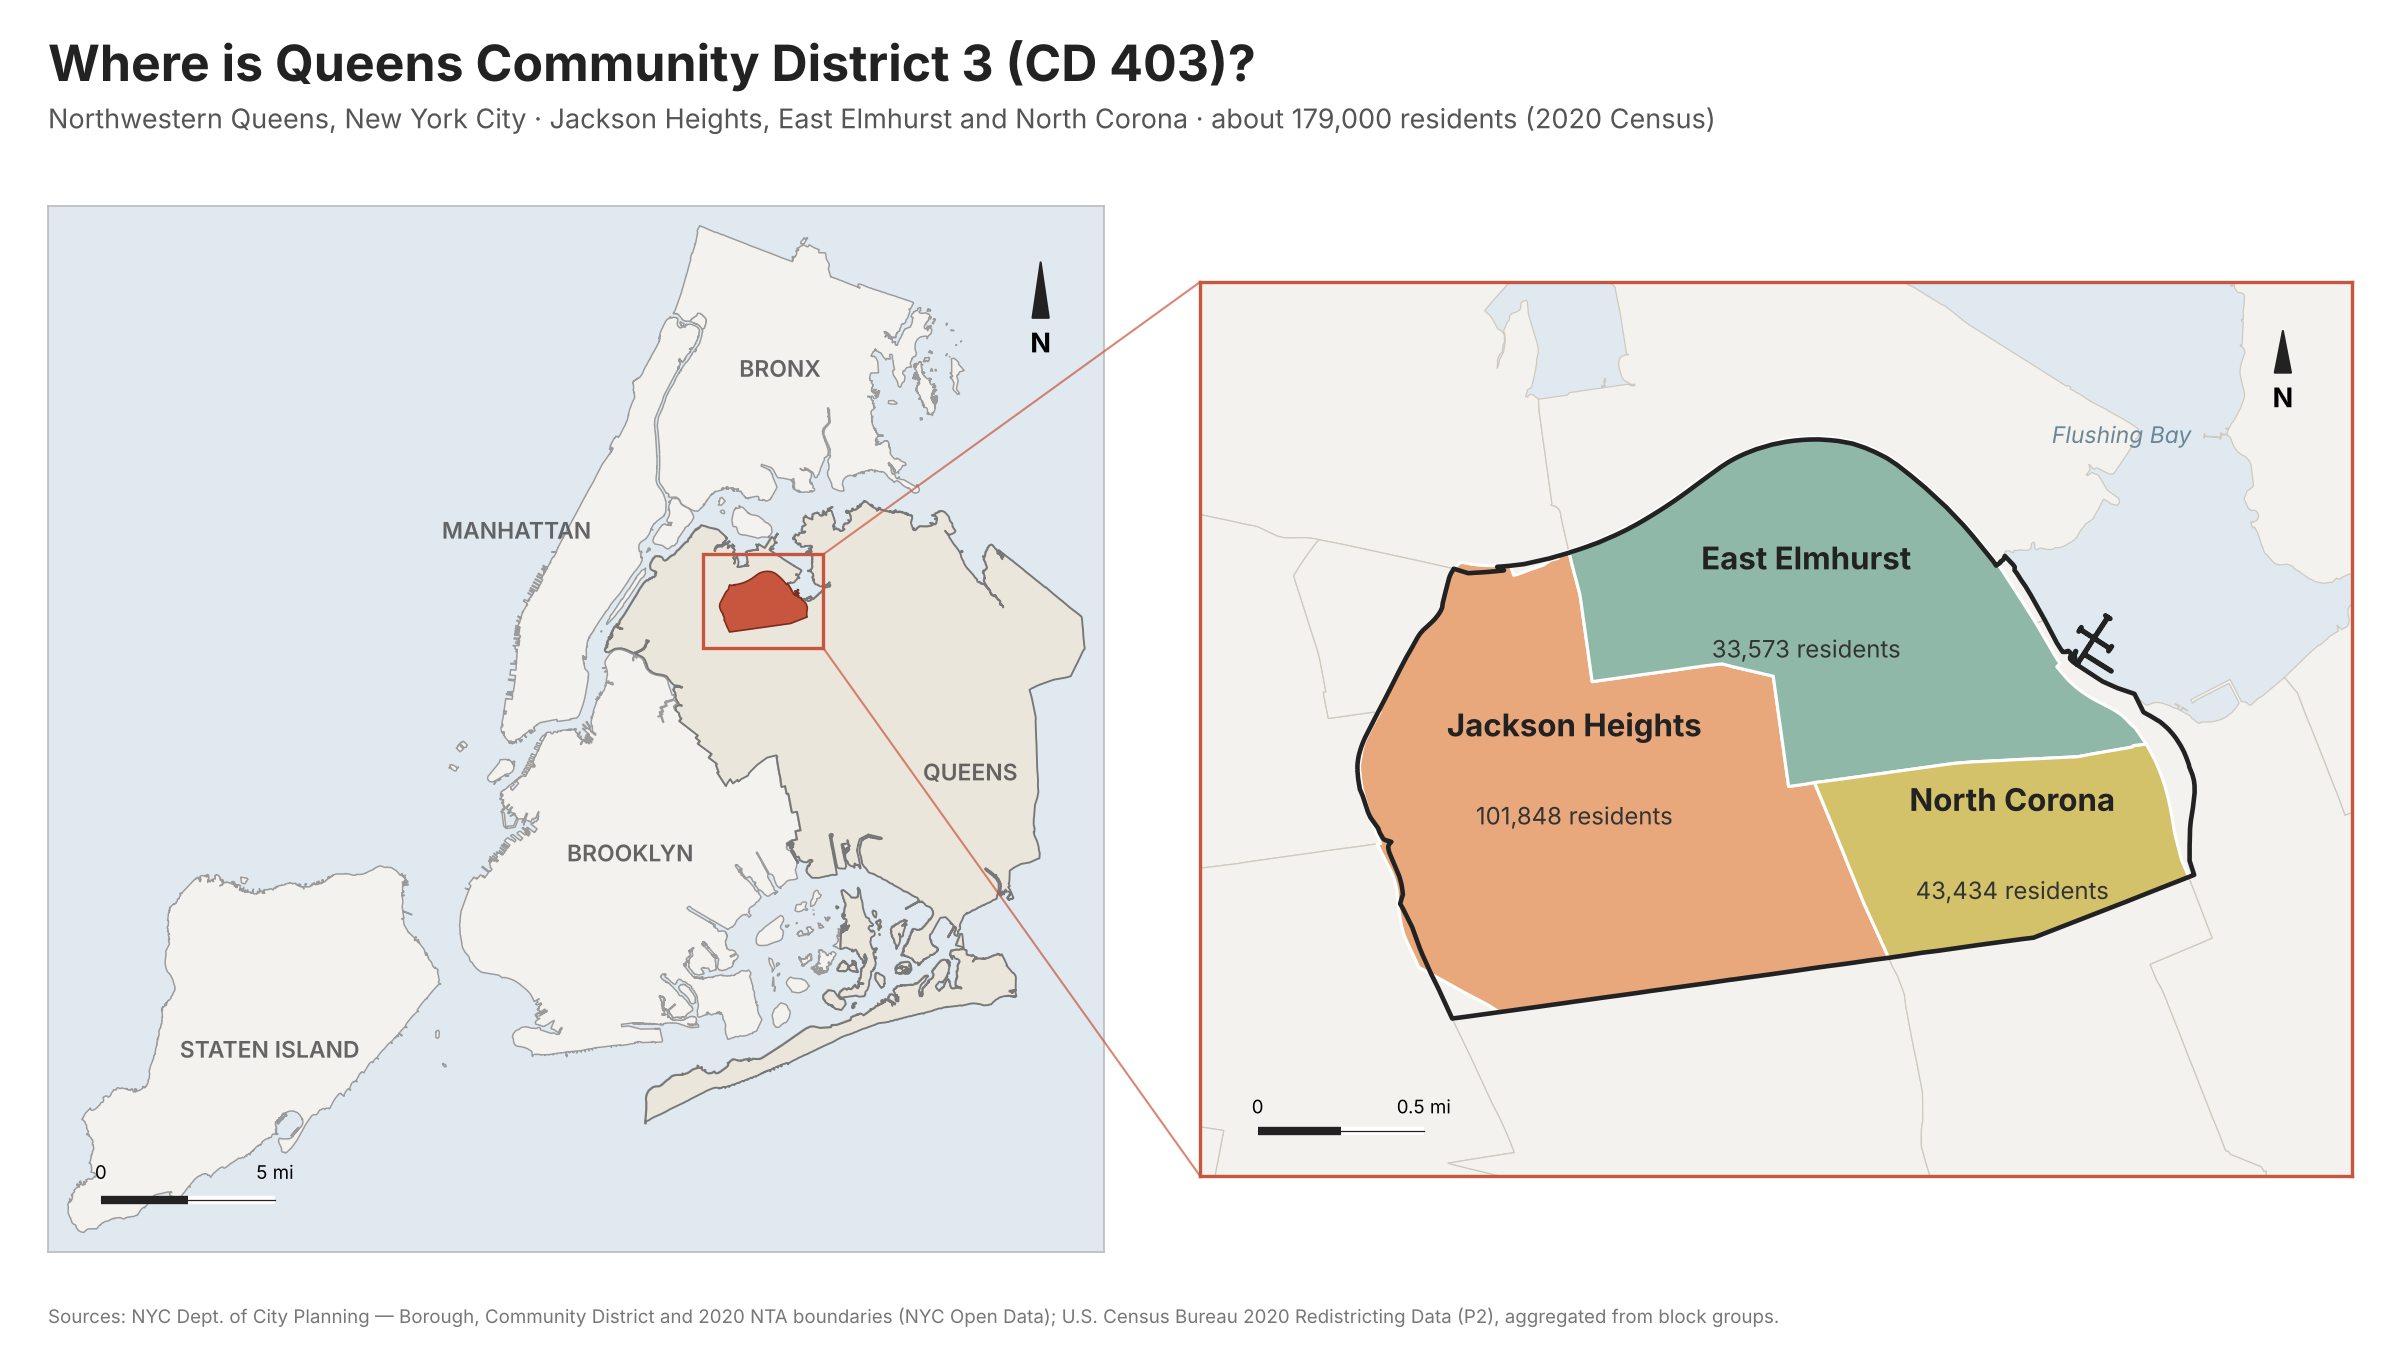 Where is Queens Community District 3 (CD 403)?
Northwestern Queens, New York City · Jackson Heights, East Elmhurst and North Corona · about 179,000 residents (2020 Census)
N
BRONX
MANHATTAN
QUEENS
BROOKLYN
STATEN ISLAND
0 5 mi
N
Flushing Bay
East Elmhurst
33,573 residents
Jackson Heights
101,848 residents
North Corona
43,434 residents
0 0.5 mi
Sources: NYC Dept. of City Planning — Borough, Community District and 2020 NTA boundaries (NYC Open Data); U.S. Census Bureau 2020 Redistricting Data (P2), aggregated from block groups.